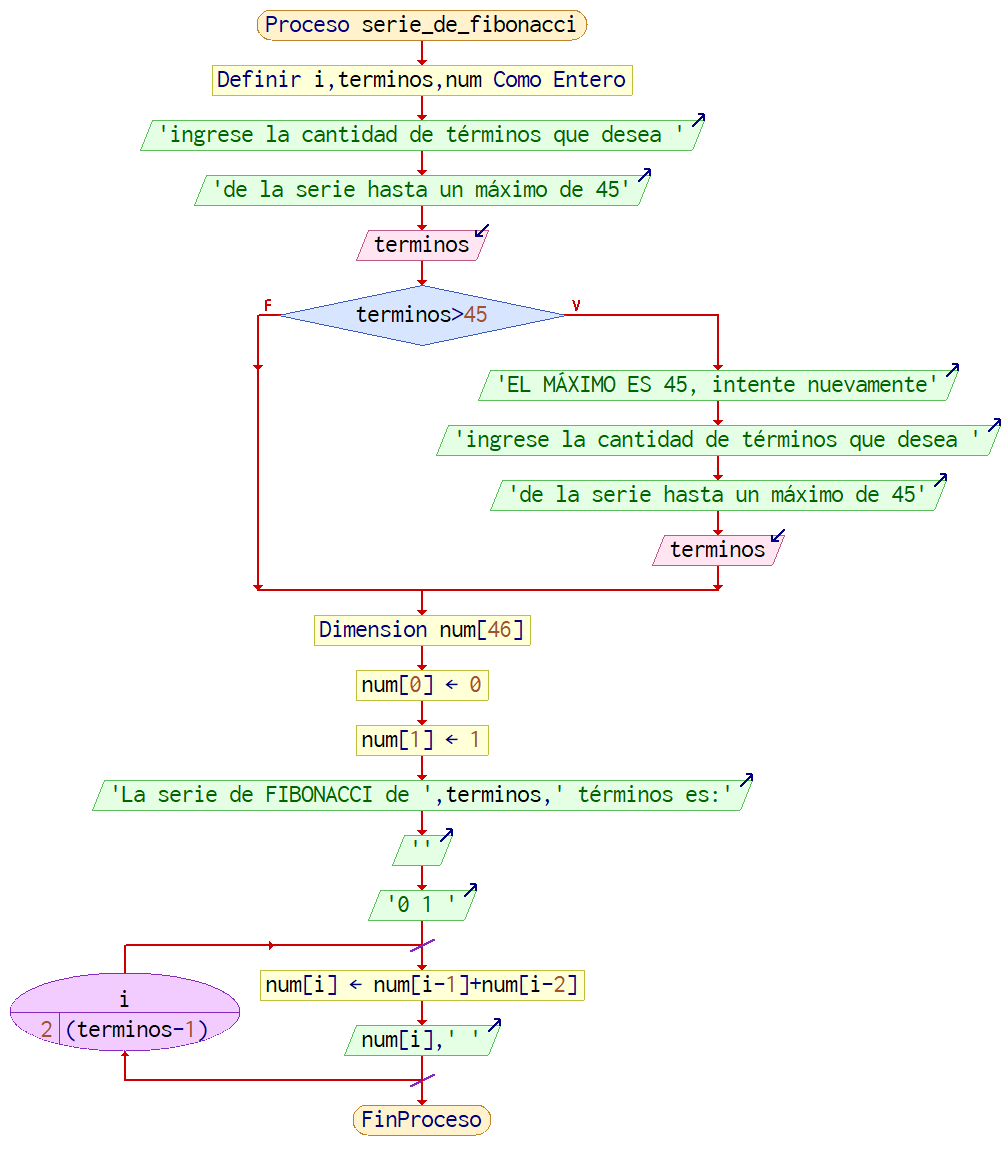 Proceso serie_de_fibonacci
Definir i,terminos,num Como Entero
'ingrese la cantidad de términos que desea '
'de la serie hasta un máximo de 45'
terminos
F
terminos>45
V
'EL MÁXIMO ES 45, intente nuevamente'
'ingrese la cantidad de términos que desea '
'de la serie hasta un máximo de 45'
terminos
Dimension num[46]
num[0] ← 0
num[1] ← 1
'La serie de FIBONACCI de ',terminos,' términos es:'
''
'0 1 '
i
2 (terminos-1)
num[i] ← num[i-1]+num[i-2]
num[i],' '
FinProceso